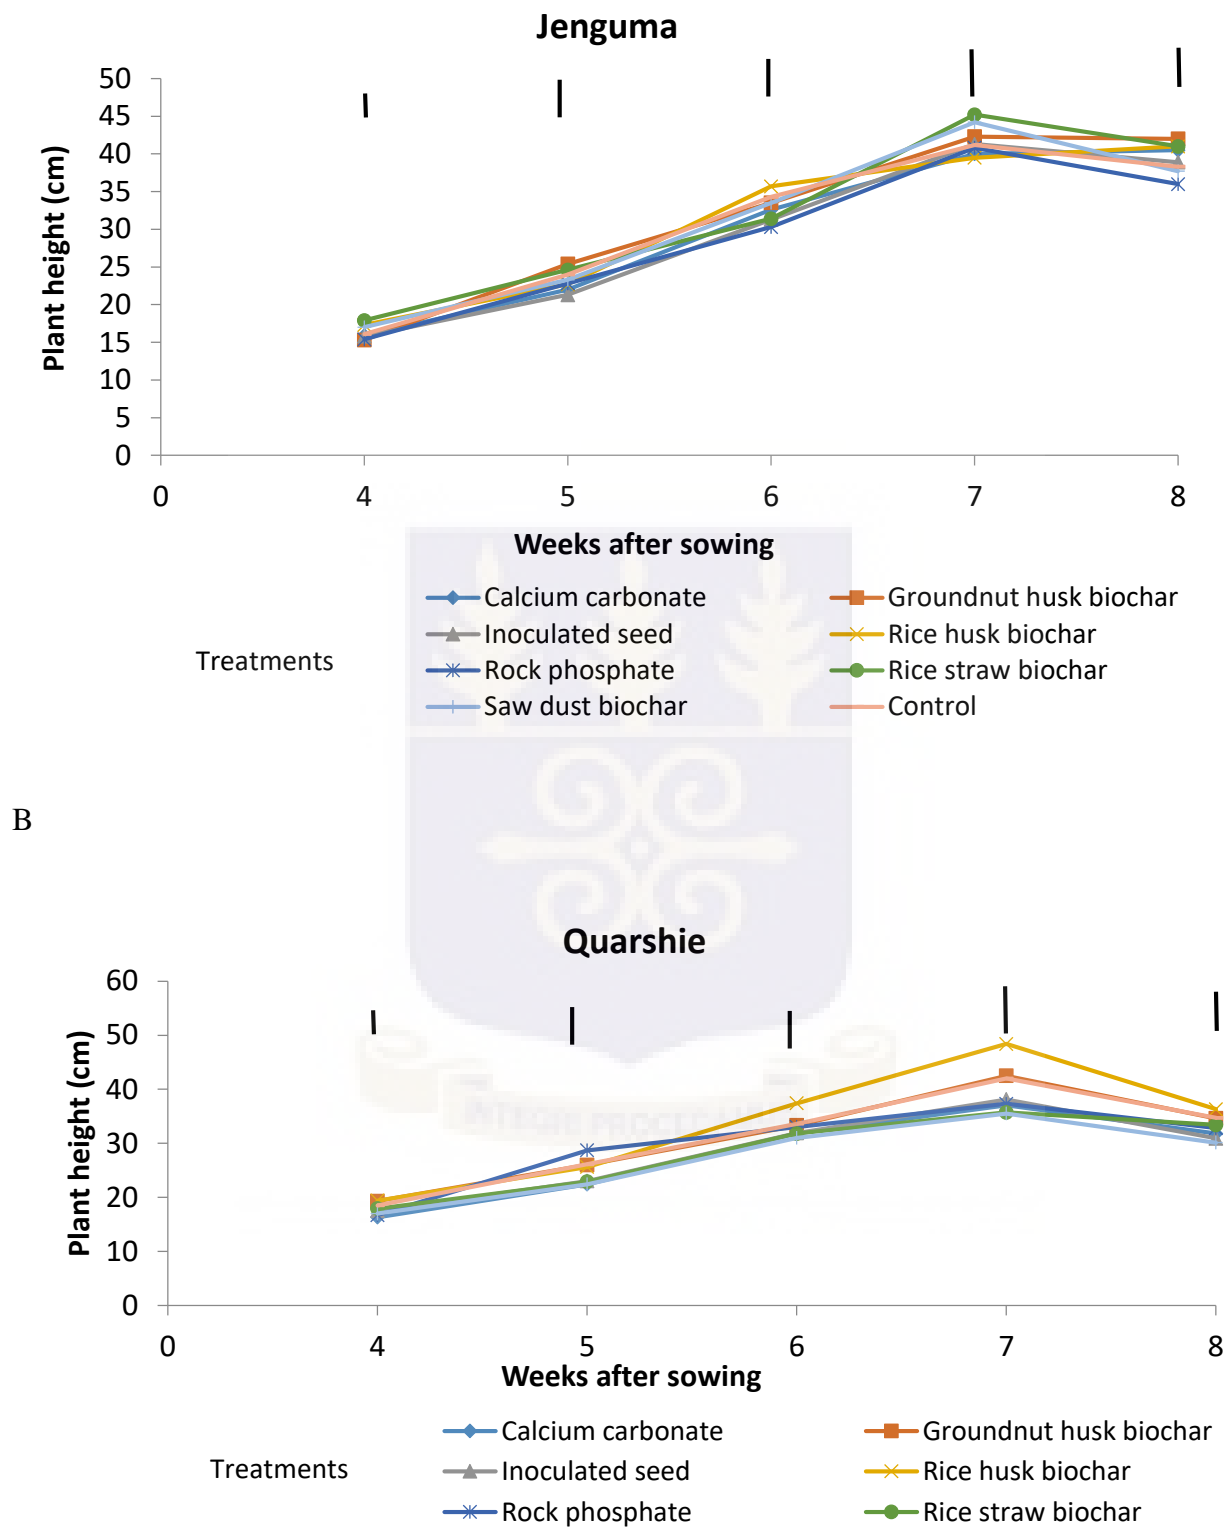 Jenguma
50
45
40
35
30
25
20
15
10
5
0
Plant height (cm)
0 4 5 6 7 8
Weeks after sowing
Treatments
Calcium carbonate Groundnut husk biochar
Inoculated seed Rice husk biochar
Rock phosphate Rice straw biochar
Saw dust biochar Control
B
Quarshie
60
50
40
30
20
10
0
Plant height (cm)
0 4 5 6 7 8
Weeks after sowing
Treatments
Calcium carbonate Groundnut husk biochar
Inoculated seed Rice husk biochar
Rock phosphate Rice straw biochar